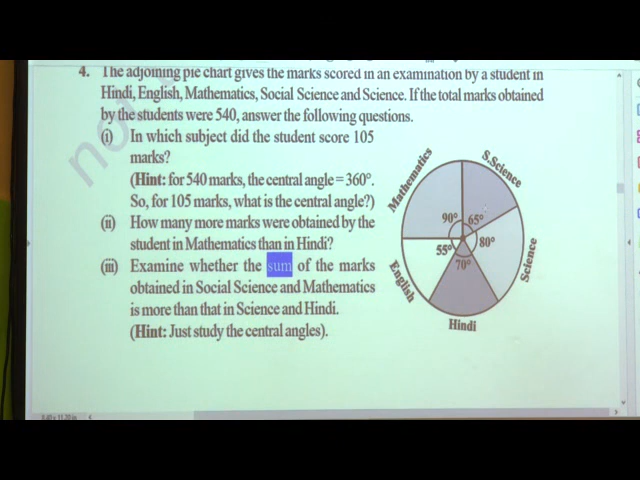 4. The adjoining pie chart gives the marks scored in an examination by a student in
Hindi, English, Mathematics, Social Science and Science. If the total marks obtained
by the students were 540, answer the following questions.
(i) In which subject did the student score 105
marks?
(Hint: for 540 marks, the central angle = 360°.
So, for 105 marks, what is the central angle?)
(ii) How many more marks were obtained by the
student in Mathematics than in Hindi?
(iii) Examine whether the sum of the marks
obtained in Social Science and Mathematics
is more than that in Science and Hindi.
(Hint: Just study the central angles).
Mathematics
S.Science
90°
65°
80°
55°
70°
Science
English
Hindi
not